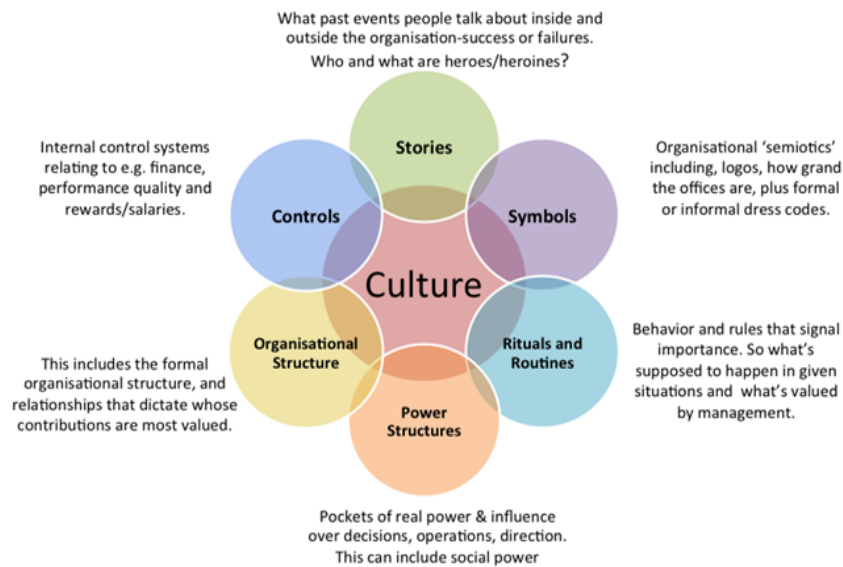 What past events people talk about inside and
outside the organisation-success or failures.
Who and what are heroes/heroines?
Stories
Internal control systems
relating to e.g. finance,
performance quality and
rewards/salaries.
Controls
Symbols
Organisational ‘semiotics’
including, logos, how grand
the offices are, plus formal
or informal dress codes.
Culture
This includes the formal
organisational structure, and
relationships that dictate whose
contributions are most valued.
Organisational
Structure
Rituals and
Routines
Behavior and rules that signal
importance. So what’s
supposed to happen in given
situations and what’s valued
by management.
Power
Structures
Pockets of real power & influence
over decisions, operations, direction.
This can include social power